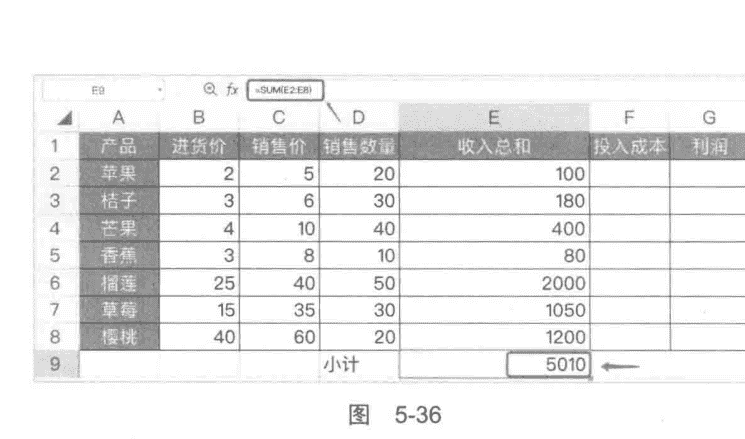 E9 fx =SUM(E2:E8)
A B C D E F G
1 产品 进货价 销售价 销售数量 收入总和 投入成本 利润
2 苹果 2 5 20 100
3 桔子 3 6 30 180
4 芒果 4 10 40 400
5 香蕉 3 8 10 80
6 榴莲 25 40 50 2000
7 草莓 15 35 30 1050
8 樱桃 40 60 20 1200
9 小计 5010
图 5-36